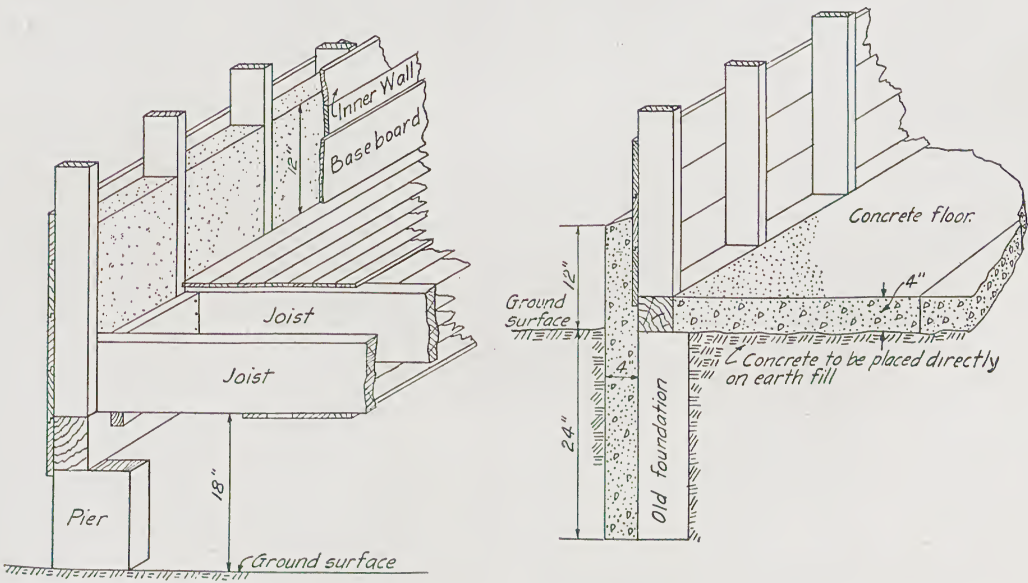 Inner Wall
Baseboard
12"
Joist
Joist
18"
Pier
Ground surface
Concrete floor.
12"
4"
Ground
surface
Concrete to be placed directly
on earth fill
4"
24"
Old foundation